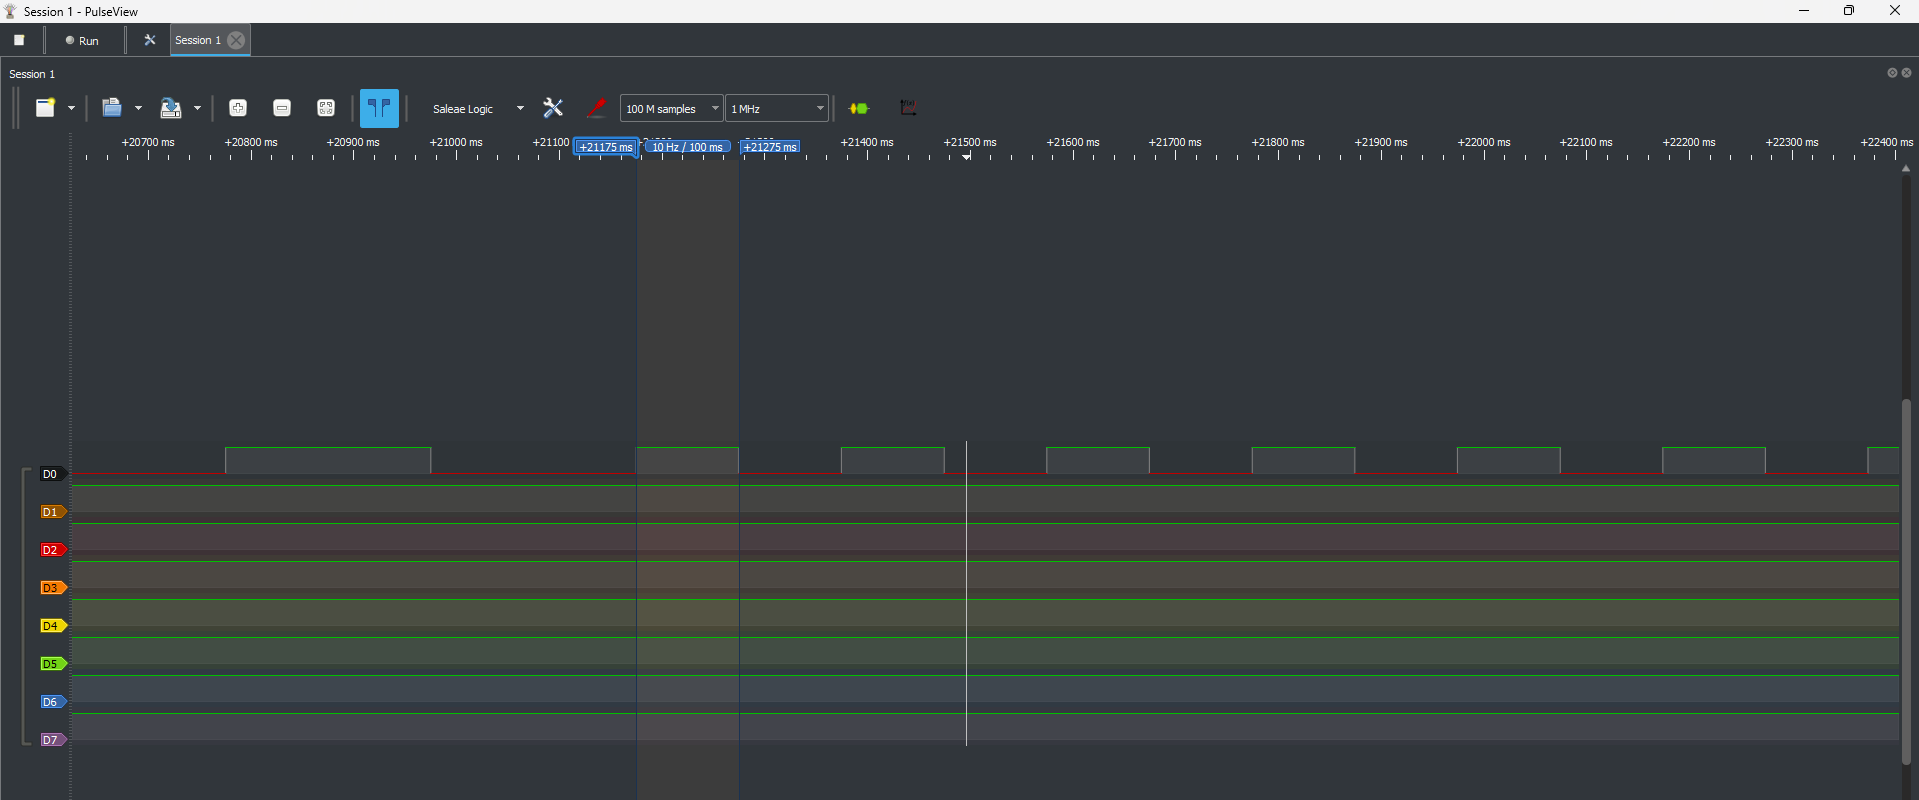 Session 1 - PulseView
Run
Session 1
Session 1
Saleae Logic
100 M samples
1 MHz
+20700 ms +20800 ms +20900 ms +21000 ms +21100 +21175 ms 10 Hz / 100 ms +21275 ms +21400 ms +21500 ms +21600 ms +21700 ms +21800 ms +21900 ms +22000 ms +22100 ms +22200 ms +22300 ms +22400 ms
D0
D1
D2
D3
D4
D5
D6
D7